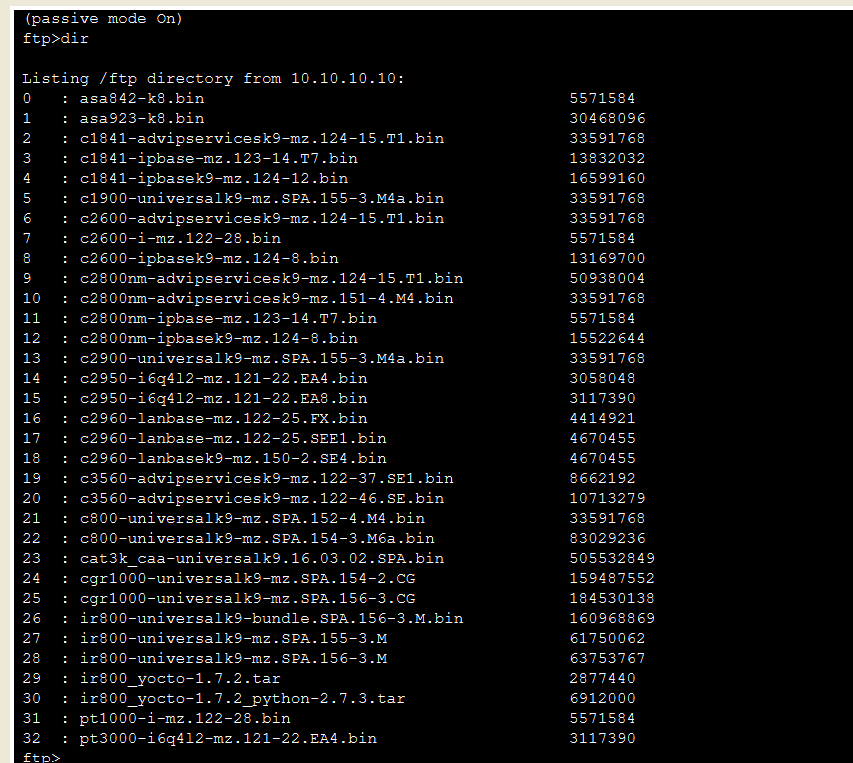 (passive mode On)
ftp>dir
Listing /ftp directory from 10.10.10.10:
0 : asa842-k8.bin 5571584
1 : asa923-k8.bin 30468096
2 : c1841-advipservicesk9-mz.124-15.T1.bin 33591768
3 : c1841-ipbase-mz.123-14.T7.bin 13832032
4 : c1841-ipbasek9-mz.124-12.bin 16599160
5 : c1900-universalk9-mz.SPA.155-3.M4a.bin 33591768
6 : c2600-advipservicesk9-mz.124-15.T1.bin 33591768
7 : c2600-i-mz.122-28.bin 5571584
8 : c2600-ipbasek9-mz.124-8.bin 13169700
9 : c2800nm-advipservicesk9-mz.124-15.T1.bin 50938004
10 : c2800nm-advipservicesk9-mz.151-4.M4.bin 33591768
11 : c2800nm-ipbase-mz.123-14.T7.bin 5571584
12 : c2800nm-ipbasek9-mz.124-8.bin 15522644
13 : c2900-universalk9-mz.SPA.155-3.M4a.bin 33591768
14 : c2950-i6q4l2-mz.121-22.EA4.bin 3058048
15 : c2950-i6q4l2-mz.121-22.EA8.bin 3117390
16 : c2960-lanbase-mz.122-25.FX.bin 4414921
17 : c2960-lanbase-mz.122-25.SEE1.bin 4670455
18 : c2960-lanbasek9-mz.150-2.SE4.bin 4670455
19 : c3560-advipservicesk9-mz.122-37.SE1.bin 8662192
20 : c3560-advipservicesk9-mz.122-46.SE.bin 10713279
21 : c800-universalk9-mz.SPA.152-4.M4.bin 33591768
22 : c800-universalk9-mz.SPA.154-3.M6a.bin 83029236
23 : cat3k_caa-universalk9.16.03.02.SPA.bin 505532849
24 : cgr1000-universalk9-mz.SPA.154-2.CG 159487552
25 : cgr1000-universalk9-mz.SPA.156-3.CG 184530138
26 : ir800-universalk9-bundle.SPA.156-3.M.bin 160968869
27 : ir800-universalk9-mz.SPA.155-3.M 61750062
28 : ir800-universalk9-mz.SPA.156-3.M 63753767
29 : ir800_yocto-1.7.2.tar 2877440
30 : ir800_yocto-1.7.2_python-2.7.3.tar 6912000
31 : pt1000-i-mz.122-28.bin 5571584
32 : pt3000-i6q4l2-mz.121-22.EA4.bin 3117390
ftp>